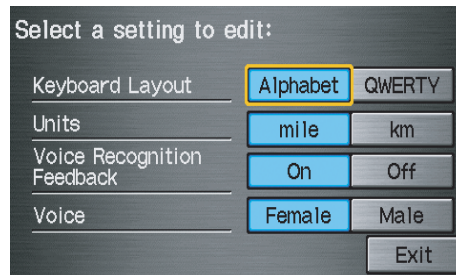 Select a setting to edit:
Keyboard Layout Alphabet QWERTY
Units mile km
Voice Recognition
Feedback On Off
Voice Female Male
Exit